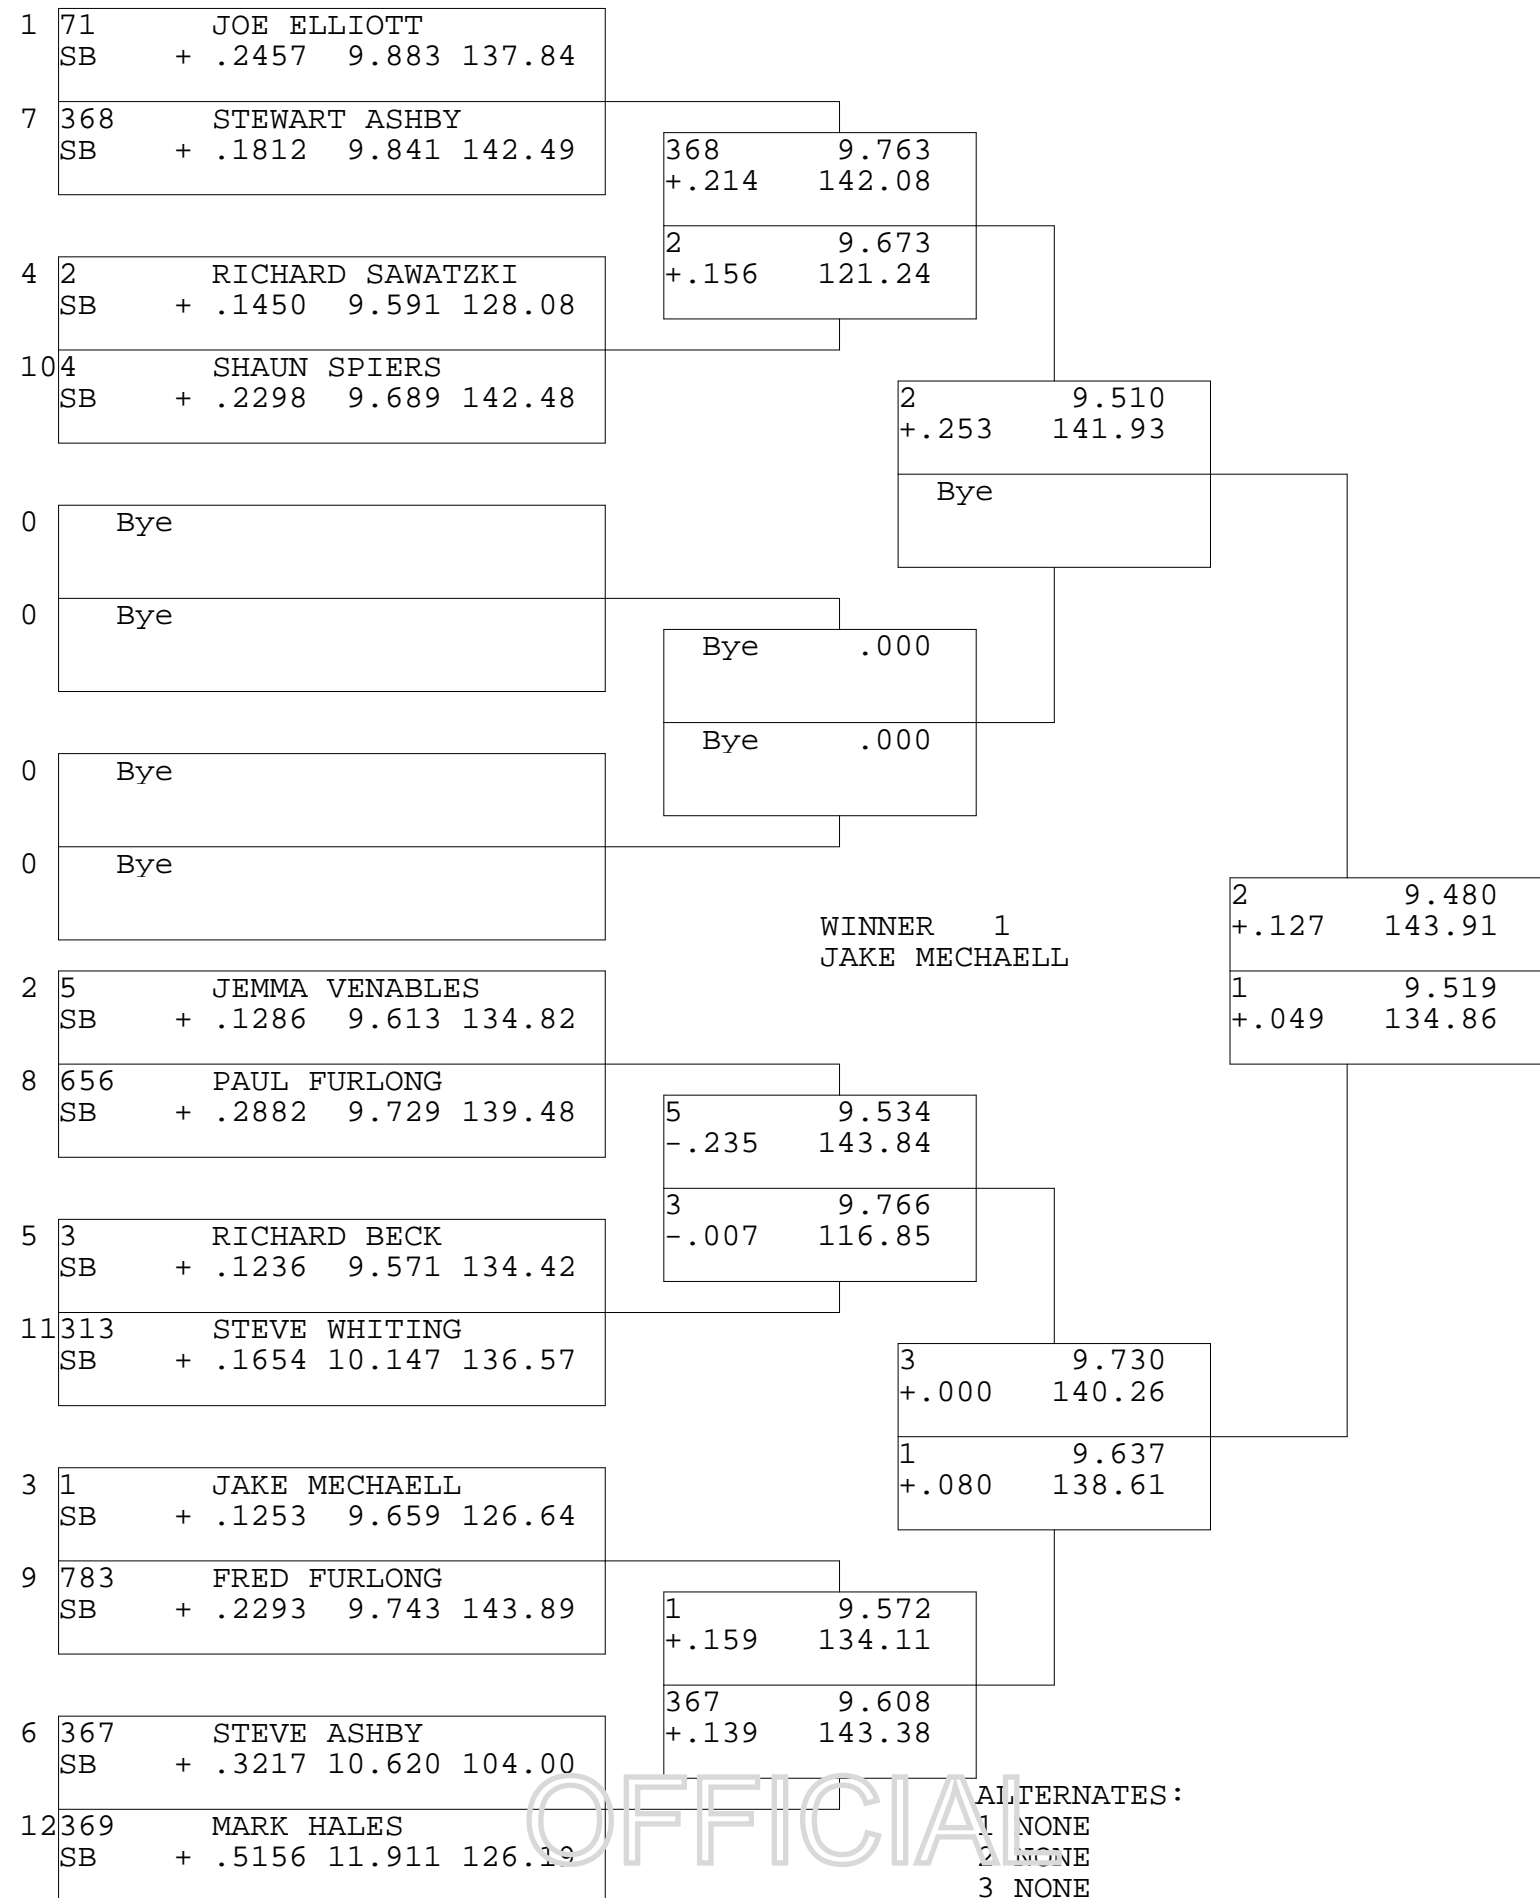 1 71 JOE ELLIOTT
SB + .2457 9.883 137.84
7 368 STEWART ASHBY
SB + .1812 9.841 142.49
368 9.763
+.214 142.08
2 9.673
+.156 121.24
4 2 RICHARD SAWATZKI
SB + .1450 9.591 128.08
10 4 SHAUN SPIERS
SB + .2298 9.689 142.48
2 9.510
+.253 141.93
Bye
0 Bye
0 Bye
Bye .000
Bye .000
0 Bye
0 Bye
WINNER 1
JAKE MECHAELL
2 9.480
+.127 143.91
1 9.519
+.049 134.86
2 5 JEMMA VENABLES
SB + .1286 9.613 134.82
8 656 PAUL FURLONG
SB + .2882 9.729 139.48
5 9.534
-.235 143.84
3 9.766
-.007 116.85
5 3 RICHARD BECK
SB + .1236 9.571 134.42
11 313 STEVE WHITING
SB + .1654 10.147 136.57
3 9.730
+.000 140.26
1 9.637
+.080 138.61
3 1 JAKE MECHAELL
SB + .1253 9.659 126.64
9 783 FRED FURLONG
SB + .2293 9.743 143.89
1 9.572
+.159 134.11
367 9.608
+.139 143.38
6 367 STEVE ASHBY
SB + .3217 10.620 104.00
12 369 MARK HALES
SB + .5156 11.911 126.19
OFFICIAL
ALTERNATES:
1 NONE
2 NONE
3 NONE